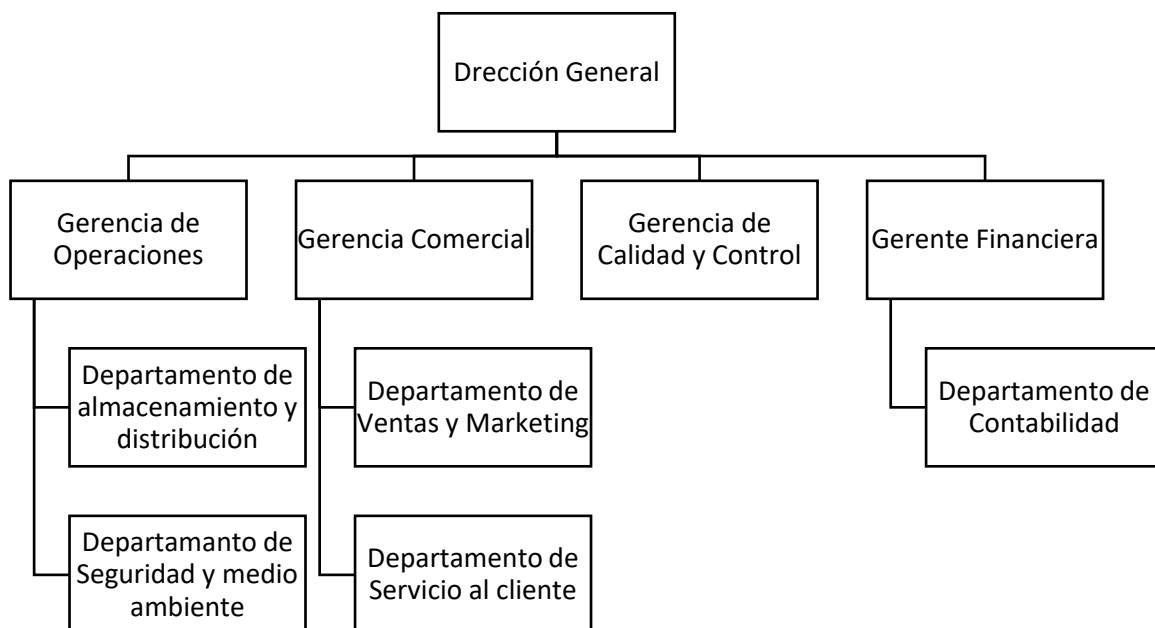 Drección General
Gerencia de
Operaciones
Gerencia Comercial
Gerencia de
Calidad y Control
Gerente Financiera
Departamento de
almacenamiento y
distribución
Departamento de
Ventas y Marketing
Departamento de
Contabilidad
Departamanto de
Seguridad y medio
ambiente
Departamento de
Servicio al cliente